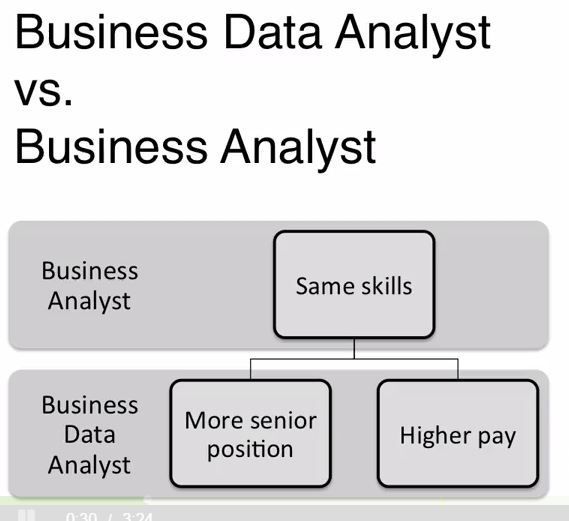 Business Data Analyst
vs.
Business Analyst
Business
Analyst
Same skills
Business
Data
Analyst
More senior
position
Higher pay
0:30 / 3:24